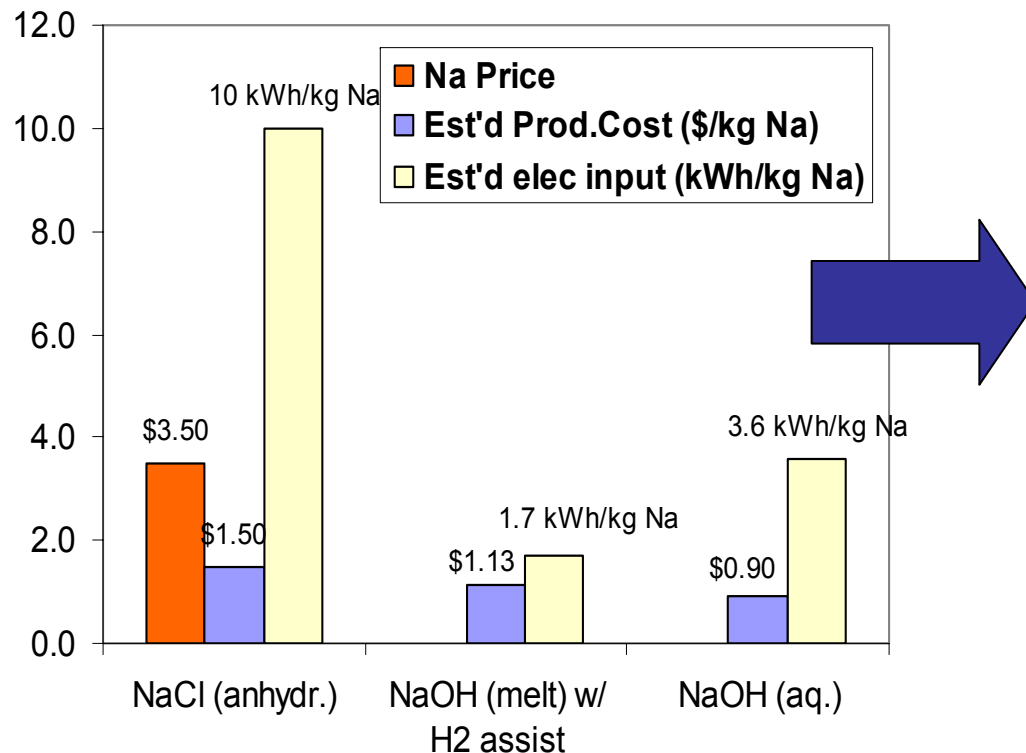 12.0
10.0
8.0
6.0
4.0
2.0
0.0
Na Price
Est'd Prod.Cost ($/kg Na)
Est'd elec input (kWh/kg Na)
10 kWh/kg Na
$3.50
$1.50
1.7 kWh/kg Na
$1.13
3.6 kWh/kg Na
$0.90
NaCl (anhydr.)
NaOH (melt) w/
H2 assist
NaOH (aq.)